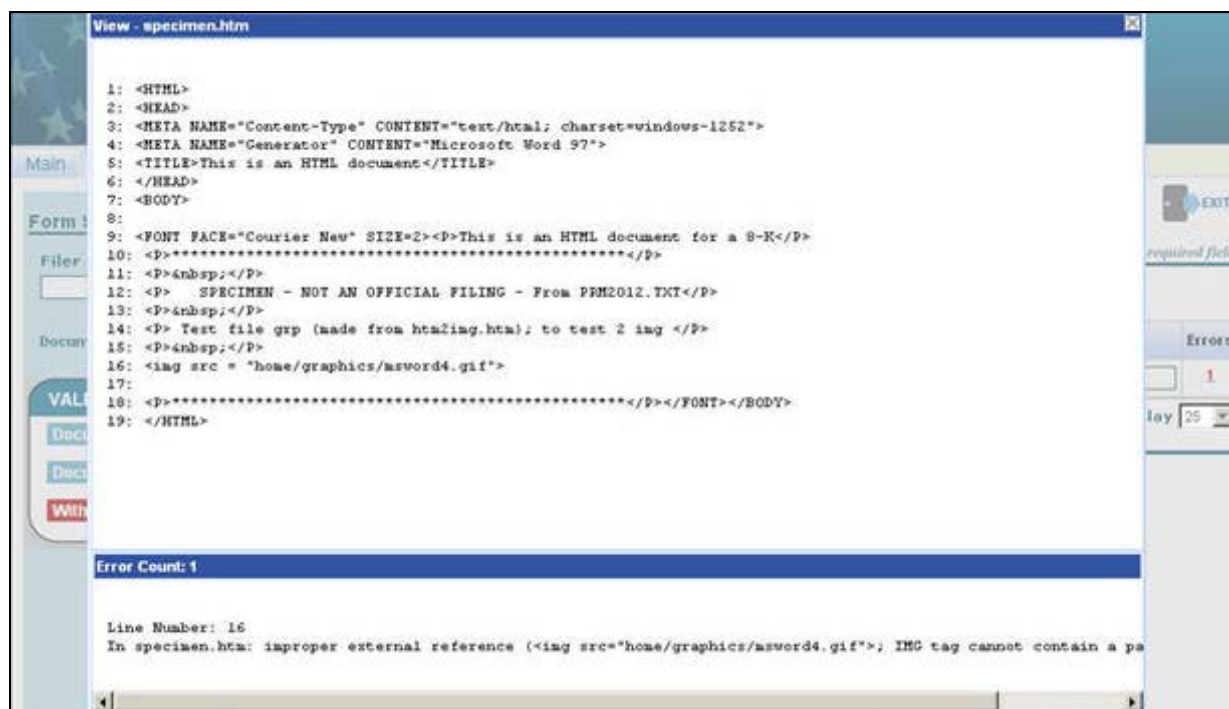 View - specimen.htm
1: <HTML>
2: <HEAD>
3: <META NAME="Content-Type" CONTENT="text/html; charset=windows-1252">
4: <META NAME="Generator" CONTENT="Microsoft Word 97">
5: <TITLE>This is an HTML document</TITLE>
6: </HEAD>
7: <BODY>
8:
9: <FONT FACE="Courier New" SIZE=2><P>This is an HTML document for a 8-K</P>
10: <P>****************************************************</P>
11: <P>&nbsp;</P>
12: <P>   SPECIMEN - NOT AN OFFICIAL FILING - From PRM2012.TXT</P>
13: <P>&nbsp;</P>
14: <P> Test file grp (made from htm2img.htm); to test 2 img </P>
15: <P>&nbsp;</P>
16: <img src = "home/graphics/msword4.gif">
17:
18: <P>****************************************************</P></FONT></BODY>
19: </HTML>
Main
Form
Filer
Docum
VAL
Docu
Docu
With
EXIT
required fiel
Errors
1
lay 25
Error Count: 1
Line Number: 16
In specimen.htm: improper external reference (<img src="home/graphics/msword4.gif">; IMG tag cannot contain a pa